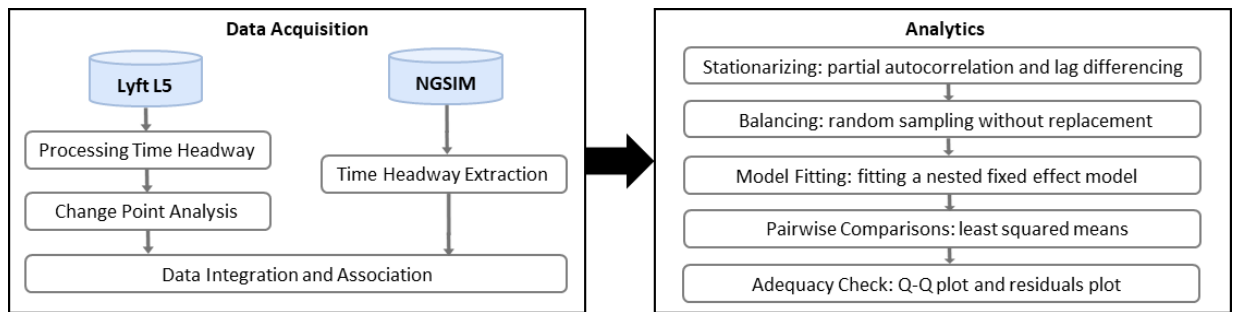 Data Acquisition
Lyft L5
NGSIM
Processing Time Headway
Time Headway Extraction
Change Point Analysis
Data Integration and Association
Analytics
Stationarizing: partial autocorrelation and lag differencing
Balancing: random sampling without replacement
Model Fitting: fitting a nested fixed effect model
Pairwise Comparisons: least squared means
Adequacy Check: Q-Q plot and residuals plot